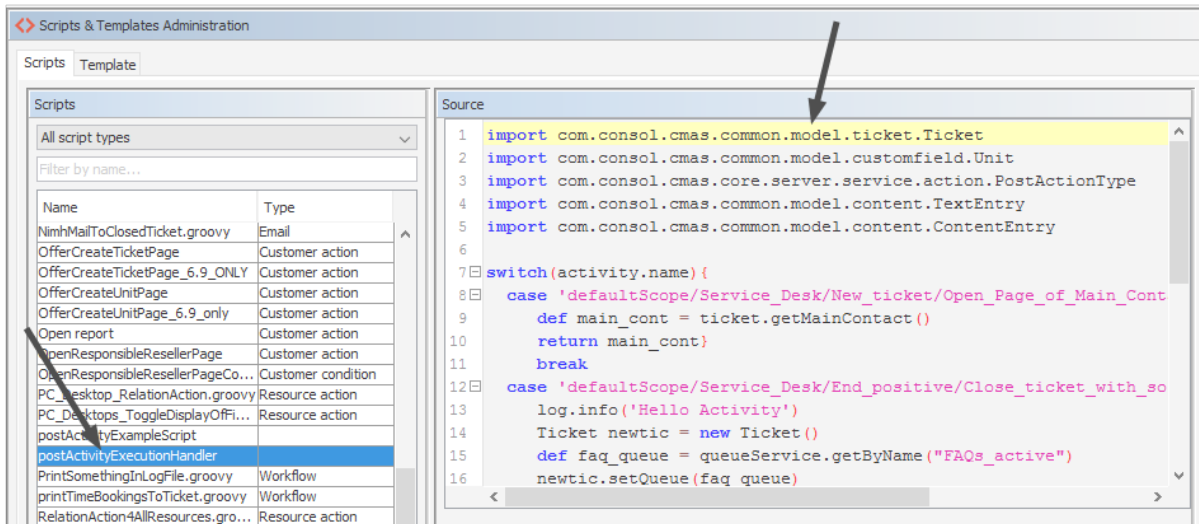 Scripts & Templates Administration
Scripts Template
Scripts
All script types
Filter by name...
Name Type
NimhMailToClosedTicket.groovy Email
OfferCreateTicketPage Customer action
OfferCreateTicketPage_6.9_ONLY Customer action
OfferCreateUnitPage Customer action
OfferCreateUnitPage_6.9_only Customer action
Open report Customer action
OpenResponsibleResellerPage Customer action
OpenResponsibleResellerPageCo... Customer condition
PC_Desktop_RelationAction.groovy Resource action
PC_Desktops_ToggleDisplayOfFi... Resource action
postActivityExampleScript
postActivityExecutionHandler
PrintSomethingInLogFile.groovy Workflow
printTimeBookingsToTicket.groovy Workflow
RelationAction4AllResources.gro... Resource action
Source
1 import com.consol.cmas.common.model.ticket.Ticket
2 import com.consol.cmas.common.model.customfield.Unit
3 import com.consol.cmas.core.server.service.action.PostActionType
4 import com.consol.cmas.common.model.content.TextEntry
5 import com.consol.cmas.common.model.content.ContentEntry
6
7 switch(activity.name){
8 case 'defaultScope/Service_Desk/New_ticket/Open_Page_of_Main_Cont
9 def main_cont = ticket.getMainContact()
10 return main_cont}
11 break
12 case 'defaultScope/Service_Desk/End_positive/Close_ticket_with_so
13 log.info('Hello Activity')
14 Ticket newtic = new Ticket()
15 def faq_queue = queueService.getByName("FAQs_active")
16 newtic.setQueue(faq_queue)